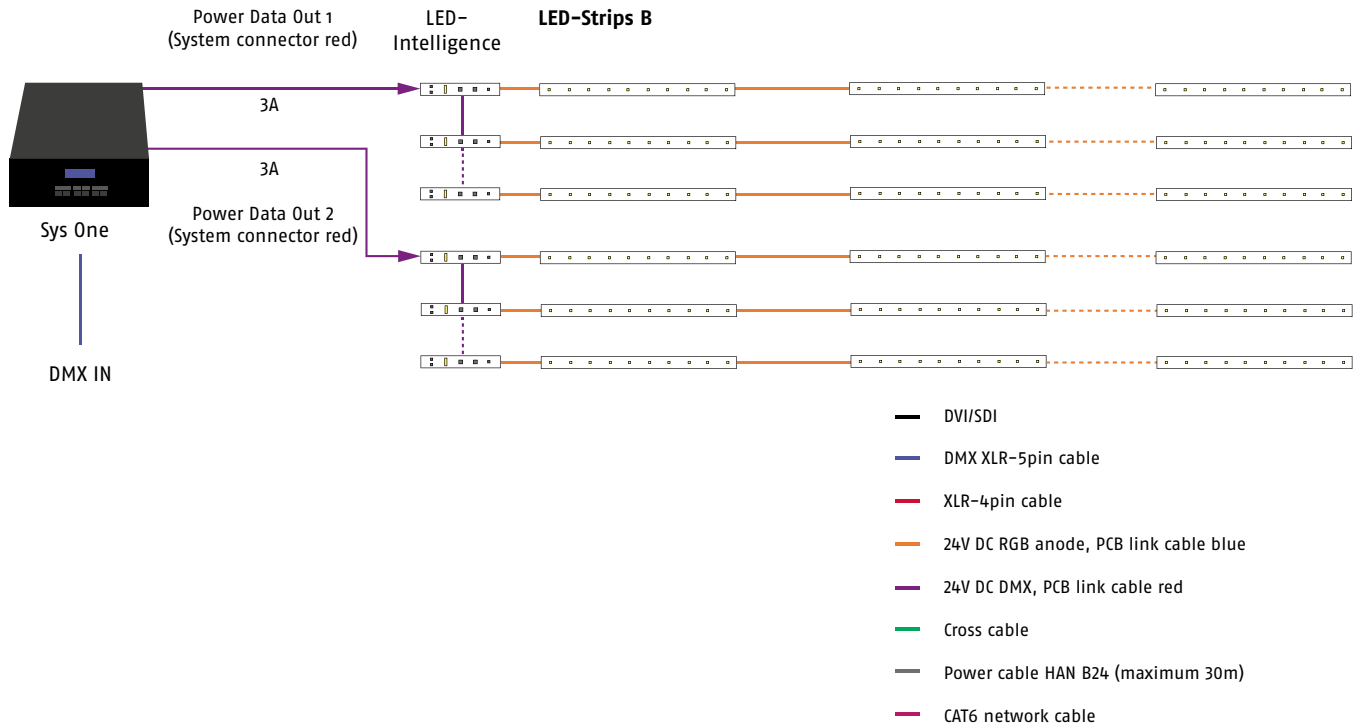 Power Data Out 1
(System connector red)
LED-
Intelligence
LED-Strips B
3A
3A
Power Data Out 2
(System connector red)
Sys One
DMX IN
DVI/SDI
DMX XLR-5pin cable
XLR-4pin cable
24V DC RGB anode, PCB link cable blue
24V DC DMX, PCB link cable red
Cross cable
Power cable HAN B24 (maximum 30m)
CAT6 network cable